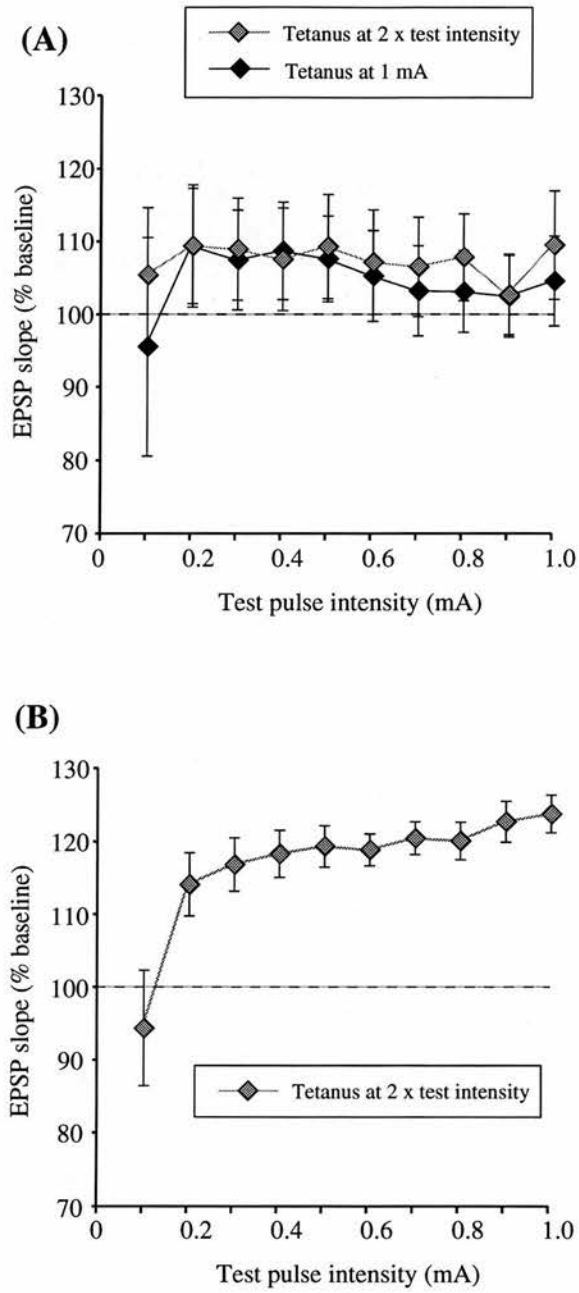 (A)
Tetanus at 2 x test intensity
Tetanus at 1 mA
EPSP slope (% baseline)
130
120
110
100
90
80
70
0 0.2 0.4 0.6 0.8 1.0
Test pulse intensity (mA)
(B)
EPSP slope (% baseline)
130
120
110
100
90
80
70
Tetanus at 2 x test intensity
0 0.2 0.4 0.6 0.8 1.0
Test pulse intensity (mA)